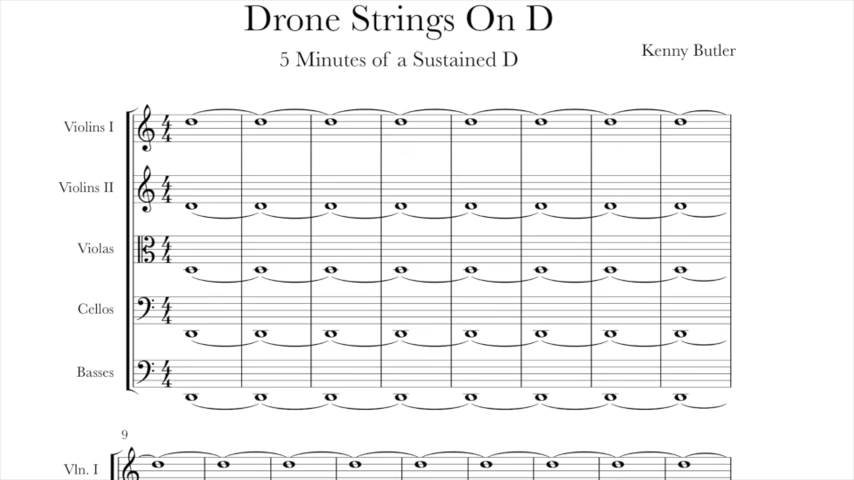 Drone Strings On D
5 Minutes of a Sustained D
Kenny Butler
Violins I
Violins II
Violas
Cellos
Basses
9
Vln. I